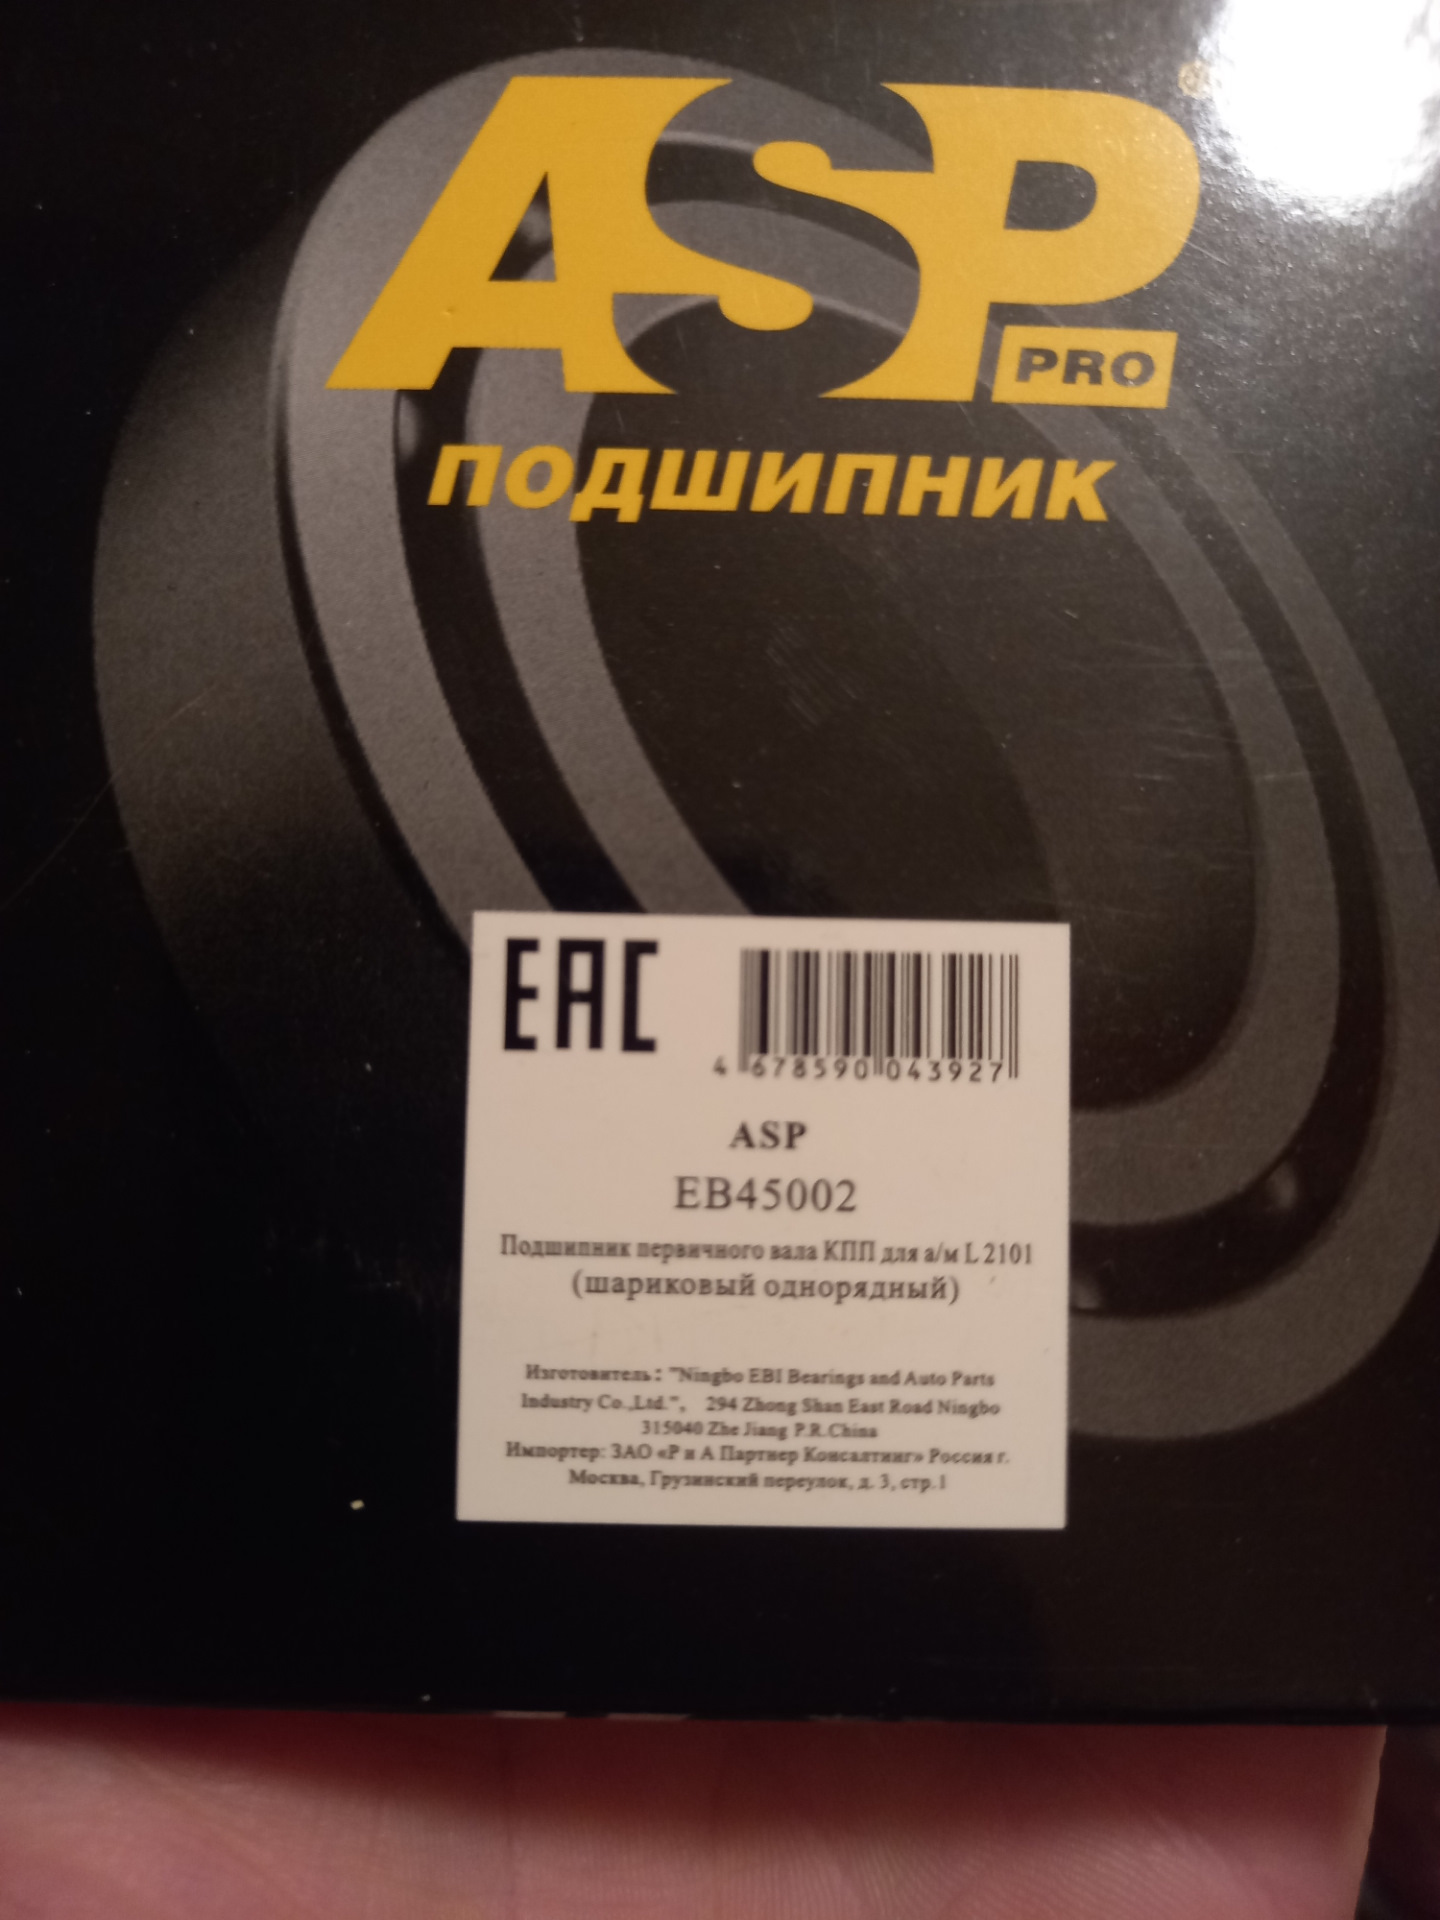 ASP®
PRO
ПОДШИПНИК
EAC
4 678590 043927
ASP
EB45002
Подшипник первичного вала КПП для а/м L 2101
(шариковый однорядный)
Изготовитель: "Ningbo EBI Bearings and Auto Parts
Industry Co.,Ltd.", 294 Zhong Shan East Road Ningbo
315040 Zhe Jiang P.R.China
Импортер: ЗАО «Р и А Партнер Консалтинг» Россия г.
Москва, Грузинский переулок, д. 3, стр.1